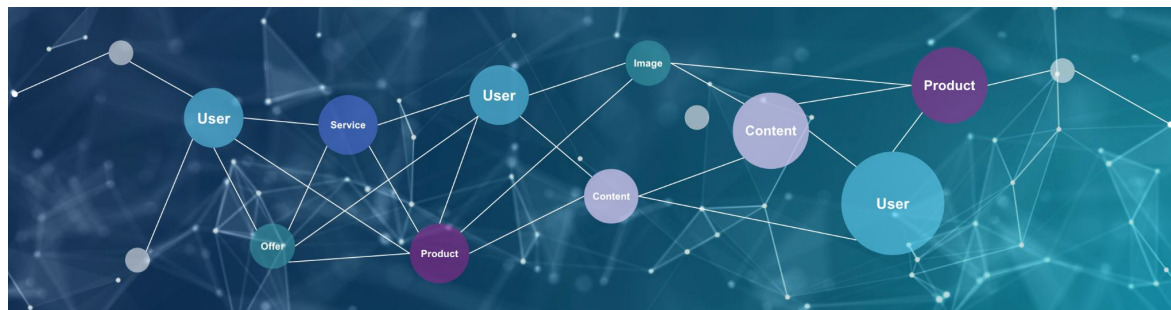 User
Service
Offer
Product
User
Image
Content
Content
Product
User